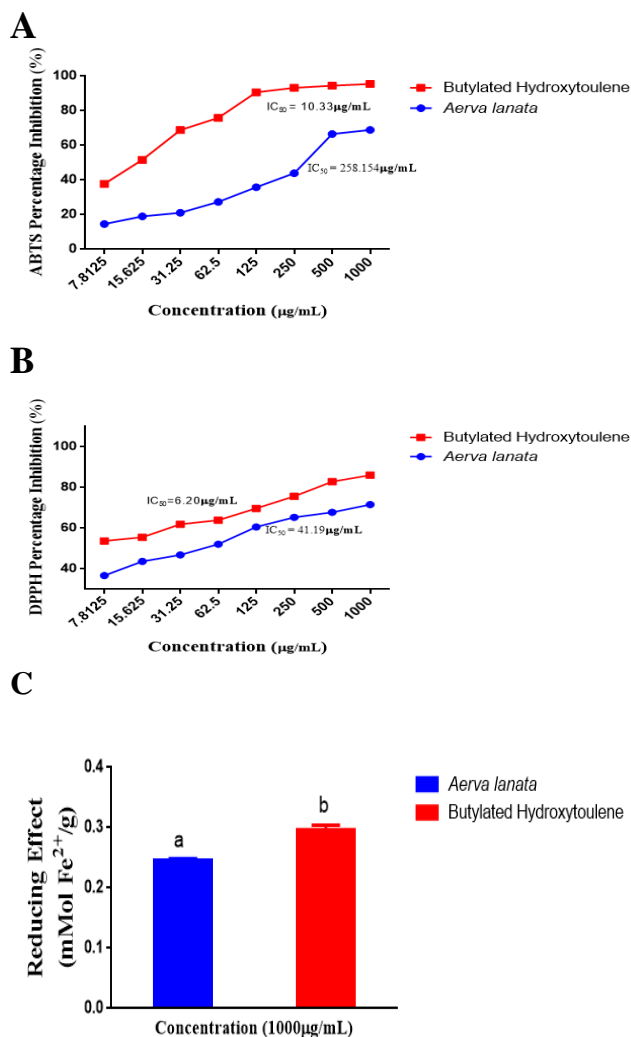 A
ABTS Percentage Inhibition (%)
100
80
60
40
20
0
Butylated Hydroxytoulene
Aerva lanata
IC50 = 10.33µg/mL
IC50 = 258.154µg/mL
7.8125
15.625
31.25
62.5
125
250
500
1000
Concentration (µg/mL)
B
DPPH Percentage Inhibition (%)
100
80
60
40
Butylated Hydroxytoulene
Aerva lanata
IC50=6.20µg/mL
IC50 = 41.19µg/mL
7.8125
15.625
31.25
62.5
125
250
500
1000
Concentration (µg/mL)
C
Reducing Effect
(mMol Fe2+/g)
0.4
0.3
0.2
0.1
0.0
a
b
Aerva lanata
Butylated Hydroxytoulene
Concentration (1000µg/mL)